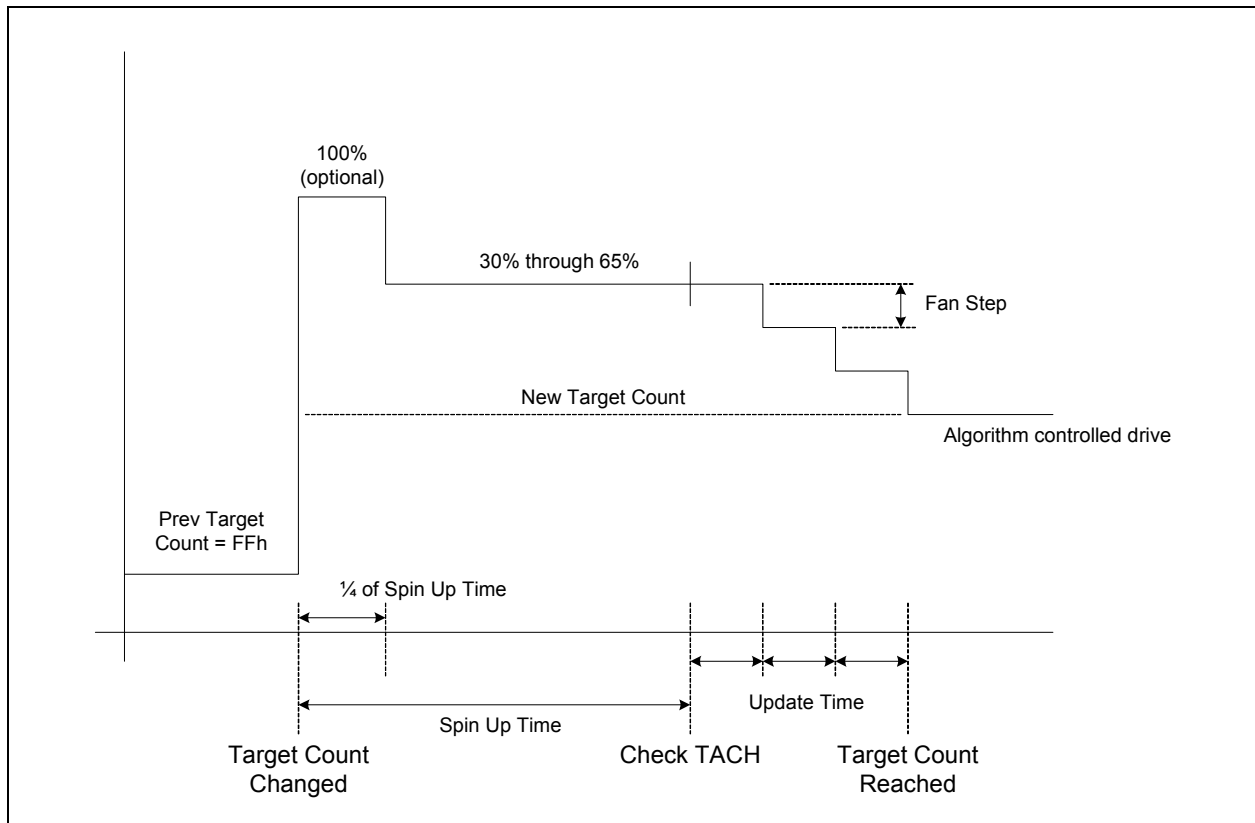 100%
(optional)
30% through 65%
Fan Step
New Target Count
Algorithm controlled drive
Prev Target
Count = FFh
¼ of Spin Up Time
Update Time
Spin Up Time
Target Count
Changed
Check TACH
Target Count
Reached